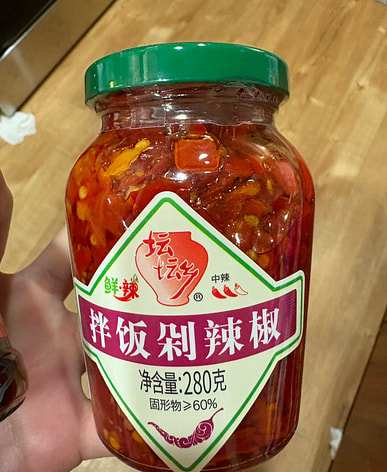 坛坛乡
®
鲜·辣
中辣
拌饭剁辣椒
净含量:280克
固形物≥60%